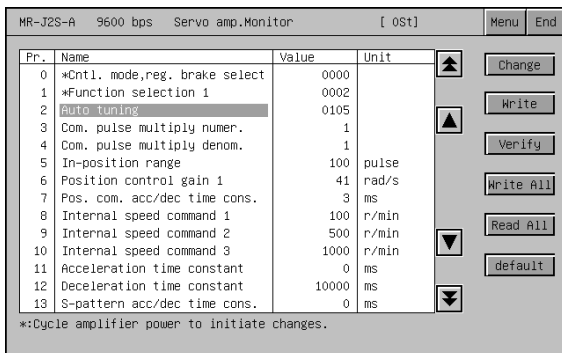 MR-J2S-A 9600 bps Servo amp.Monitor [ OSt] Menu End
Pr. Name Value Unit
0 *Cntl. mode,reg. brake select 0000
1 *Function selection 1 0002
2 Auto tuning 0105
3 Com. pulse multiply numer. 1
4 Com. pulse multiply denom. 1
5 In-position range 100 pulse
6 Position control gain 1 41 rad/s
7 Pos. com. acc/dec time cons. 3 ms
8 Internal speed command 1 100 r/min
9 Internal speed command 2 500 r/min
10 Internal speed command 3 1000 r/min
11 Acceleration time constant 0 ms
12 Deceleration time constant 10000 ms
13 S-pattern acc/dec time cons. 0 ms
Change
Write
Verify
Write All
Read All
default
*:Cycle amplifier power to initiate changes.